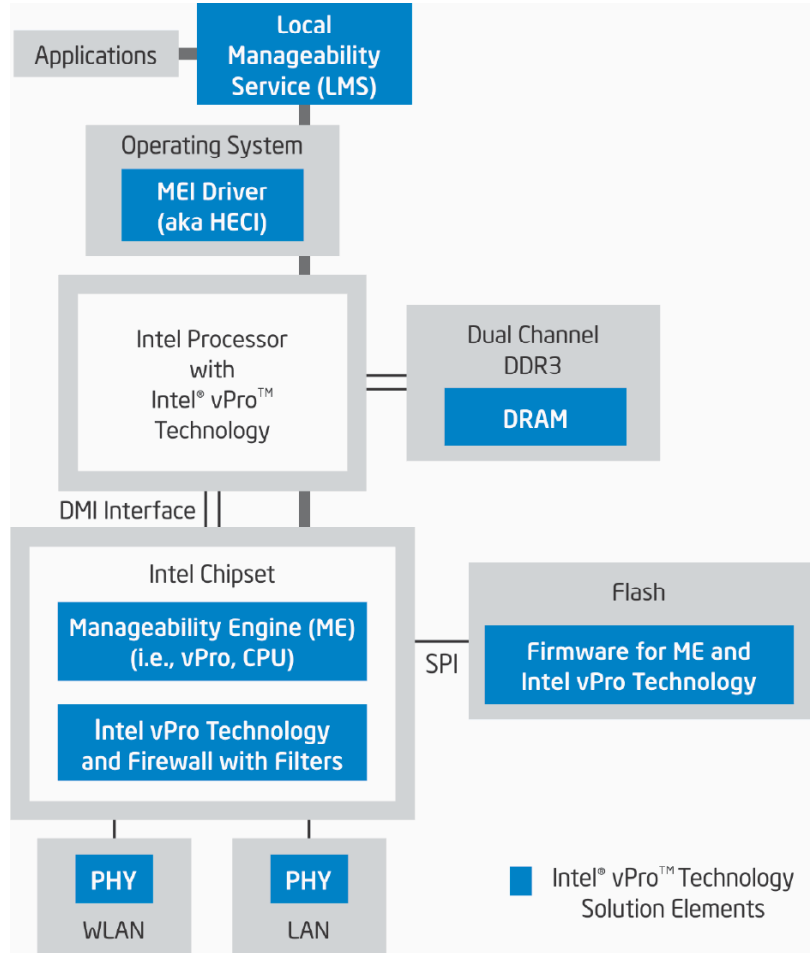 Applications
Local
Manageability
Service (LMS)
Operating System
MEI Driver
(aka HECI)
Intel Processor
with
Intel® vPro™
Technology
Dual Channel
DDR3
DRAM
DMI Interface
Intel Chipset
Manageability Engine (ME)
(i.e., vPro, CPU)
Intel vPro Technology
and Firewall with Filters
SPI
Flash
Firmware for ME and
Intel vPro Technology
PHY
WLAN
PHY
LAN
Intel® vPro™ Technology
Solution Elements